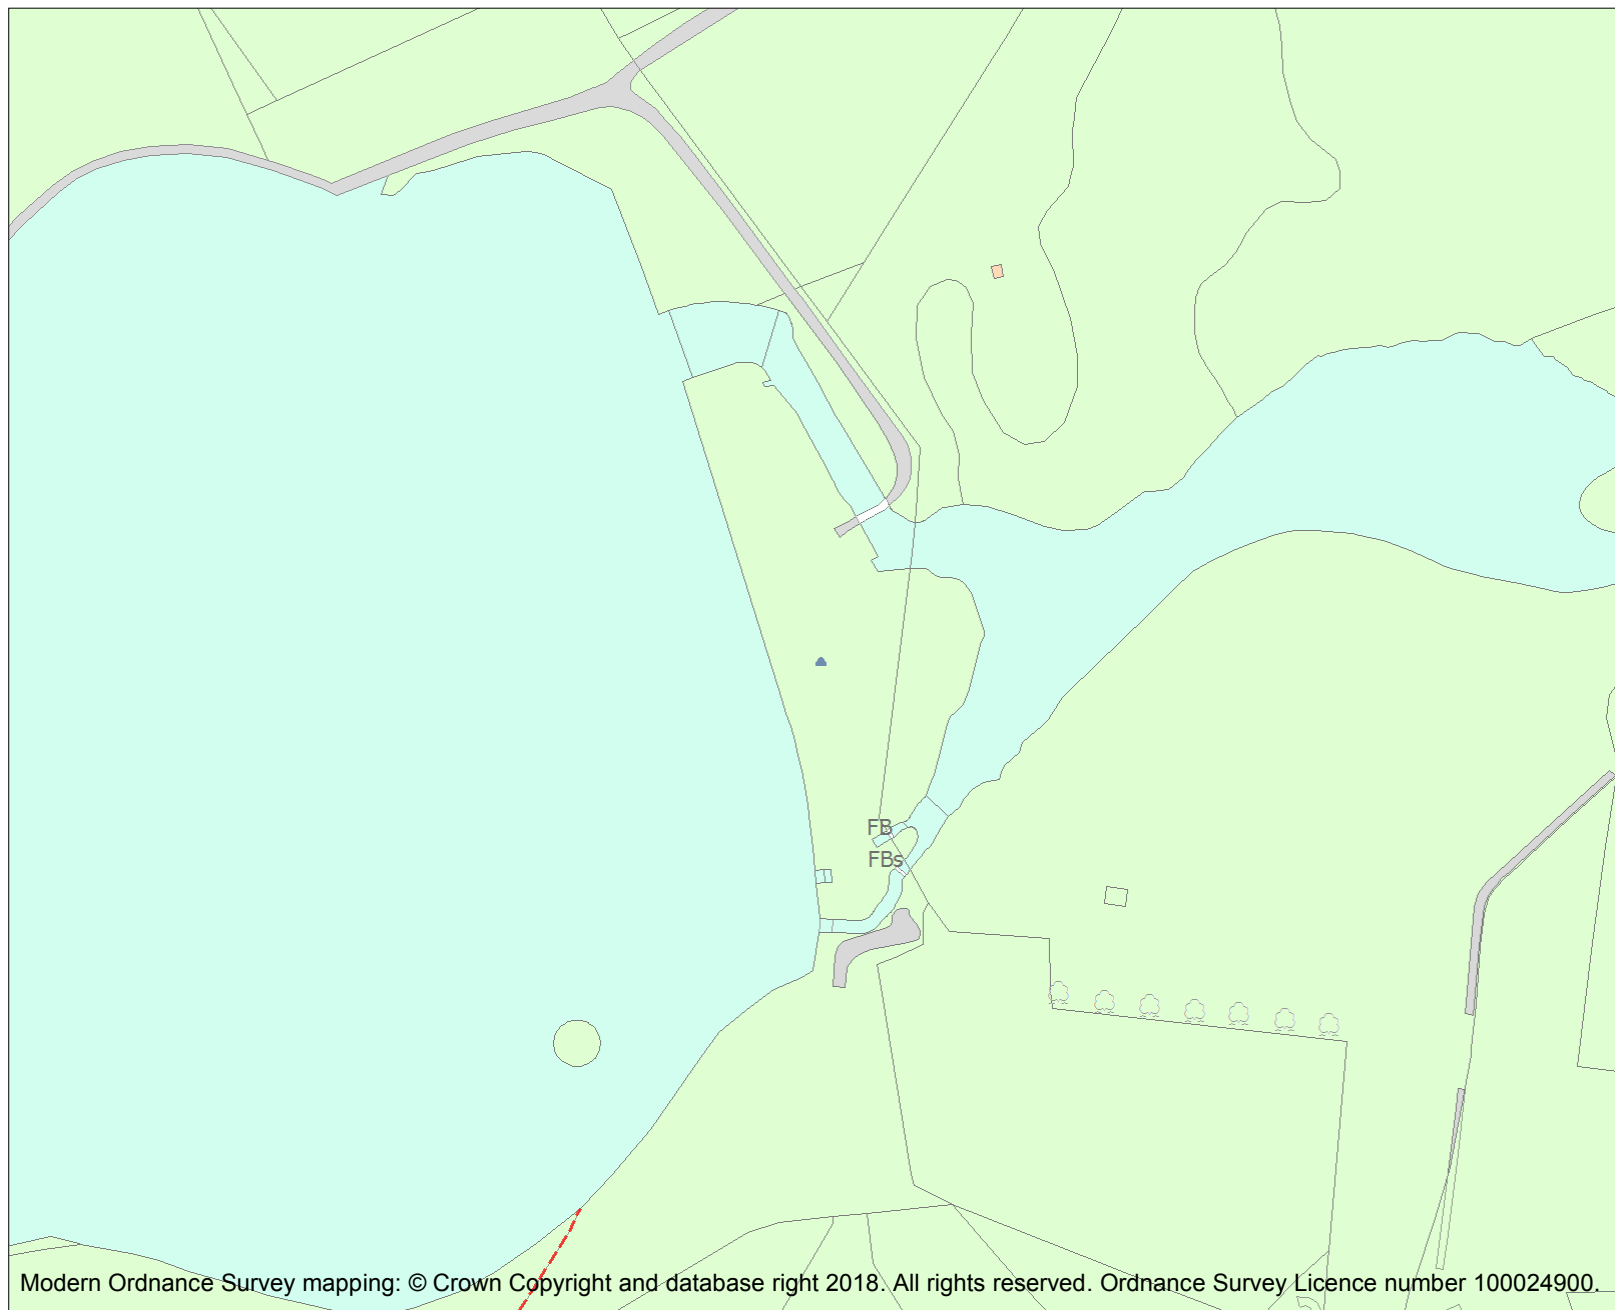 FB
FBs
Modern Ordnance Survey mapping: © Crown Copyright and database right 2018. All rights reserved. Ordnance Survey Licence number 100024900.